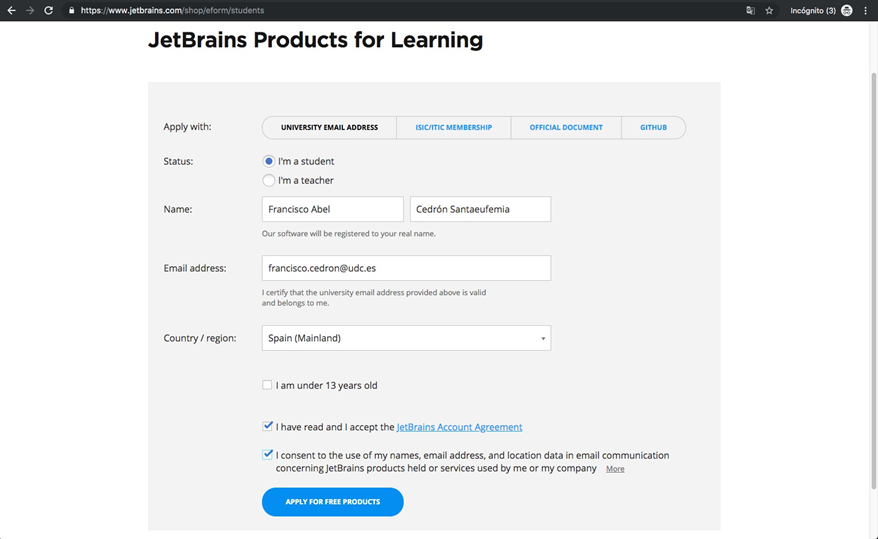 https://www.jetbrains.com/shop/eform/students
Incógnito (3)
JetBrains Products for Learning
Apply with:
UNIVERSITY EMAIL ADDRESS
ISIC/ITIC MEMBERSHIP
OFFICIAL DOCUMENT
GITHUB
Status:
I'm a student
I'm a teacher
Name:
Francisco Abel
Cedrón Santaeufemia
Our software will be registered to your real name.
Email address:
francisco.cedron@udc.es
I certify that the university email address provided above is valid
and belongs to me.
Country / region:
Spain (Mainland)
I am under 13 years old
I have read and I accept the JetBrains Account Agreement
I consent to the use of my names, email address, and location data in email communication
concerning JetBrains products held or services used by me or my company More
APPLY FOR FREE PRODUCTS